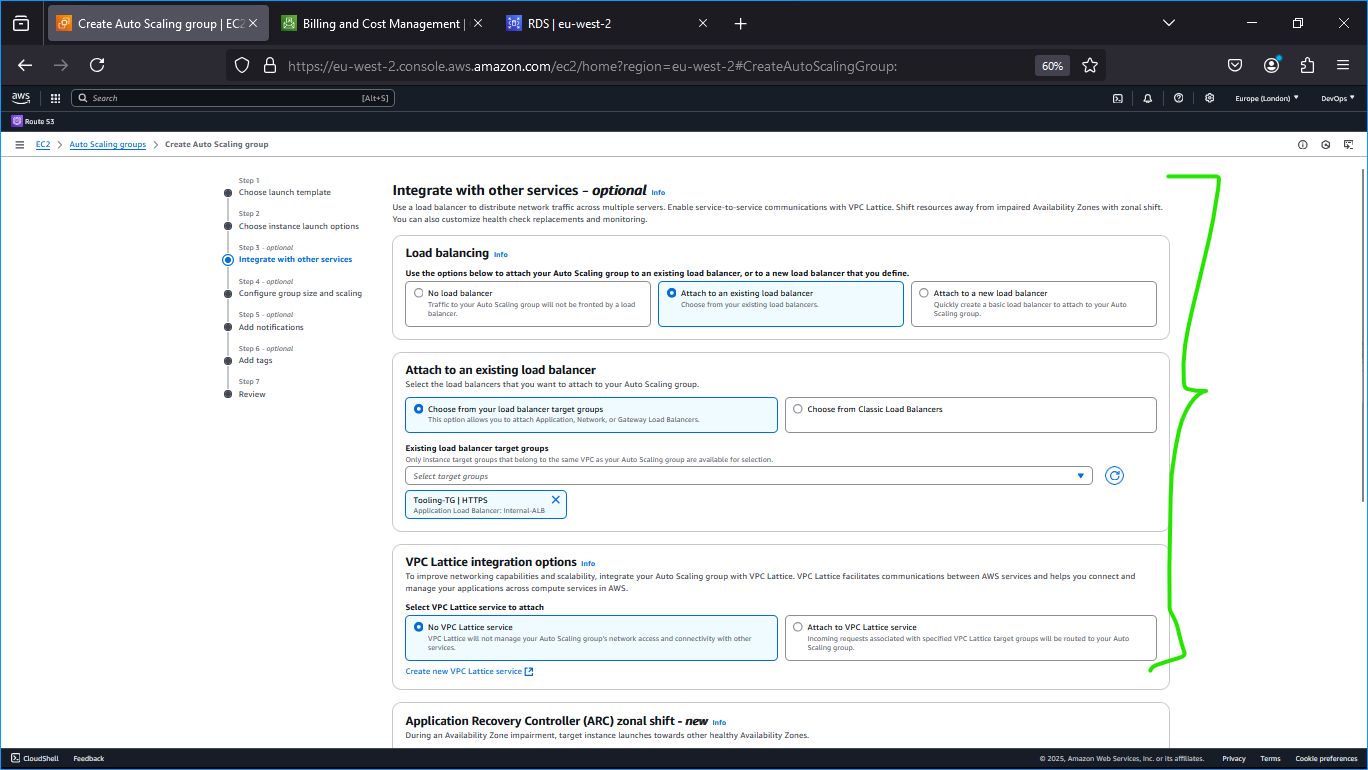 Create Auto Scaling group | EC2
Billing and Cost Management |
RDS | eu-west-2
https://eu-west-2.console.aws.amazon.com/ec2/home?region=eu-west-2#CreateAutoScalingGroup:
60%
aws
Search
[Alt+S]
Europe (London)
DevOps
Route 53
EC2
Auto Scaling groups
Create Auto Scaling group
Step 1
Choose launch template
Step 2
Choose instance launch options
Step 3 - optional
Integrate with other services
Step 4 - optional
Configure group size and scaling
Step 5 - optional
Add notifications
Step 6 - optional
Add tags
Step 7
Review
Integrate with other services - optional Info
Use a load balancer to distribute network traffic across multiple servers. Enable service-to-service communications with VPC Lattice. Shift resources away from impaired Availability Zones with zonal shift.
You can also customize health check replacements and monitoring.
Load balancing Info
Use the options below to attach your Auto Scaling group to an existing load balancer, or to a new load balancer that you define.
No load balancer
Traffic to your Auto Scaling group will not be fronted by a load
balancer.
Attach to an existing load balancer
Choose from your existing load balancers.
Attach to a new load balancer
Quickly create a basic load balancer to attach to your Auto
Scaling group.
Attach to an existing load balancer
Select the load balancers that you want to attach to your Auto Scaling group.
Choose from your load balancer target groups
This option allows you to attach Application, Network, or Gateway Load Balancers.
Choose from Classic Load Balancers
Existing load balancer target groups
Only instance target groups that belong to the same VPC as your Auto Scaling group are available for selection.
Select target groups
Tooling-TG | HTTPS
Application Load Balancer: Internal-ALB
VPC Lattice integration options Info
To improve networking capabilities and scalability, integrate your Auto Scaling group with VPC Lattice. VPC Lattice facilitates communications between AWS services and helps you connect and
manage your applications across compute services in AWS.
Select VPC Lattice service to attach
No VPC Lattice service
VPC Lattice will not manage your Auto Scaling group's network access and connectivity with other
services.
Attach to VPC Lattice service
Incoming requests associated with specified VPC Lattice target groups will be routed to your Auto
Scaling group.
Create new VPC Lattice service
Application Recovery Controller (ARC) zonal shift - new Info
During an Availability Zone impairment, target instance launches towards other healthy Availability Zones.
CloudShell
Feedback
© 2025, Amazon Web Services, Inc. or its affiliates.
Privacy
Terms
Cookie preferences